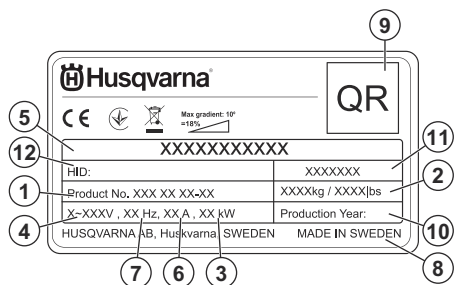 9
Husqvarna
QR
CE
Max gradient: 10°
=18%
5
XXXXXXXXXXX
11
12
HID:
XXXXXXX
2
1
Product No. XXX XX XX-XX
XXXXkg / XXXX|bs
4
X~XXXV , XX Hz, XX A , XX kW
Production Year:
10
HUSQVARNA AB, Huskvarna, SWEDEN
MADE IN SWEDEN
7
6
3
8